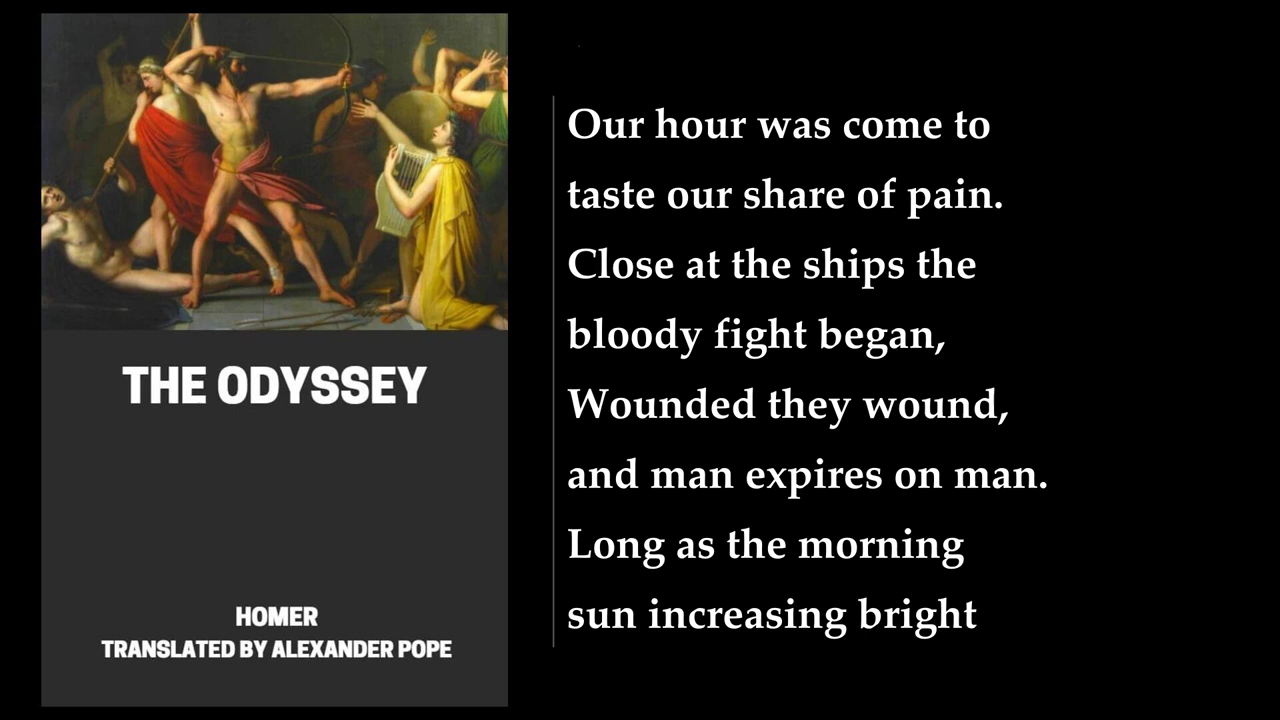 THE ODYSSEY
HOMER
TRANSLATED BY ALEXANDER POPE
Our hour was come to
taste our share of pain.
Close at the ships the
bloody fight began,
Wounded they wound,
and man expires on man.
Long as the morning
sun increasing bright